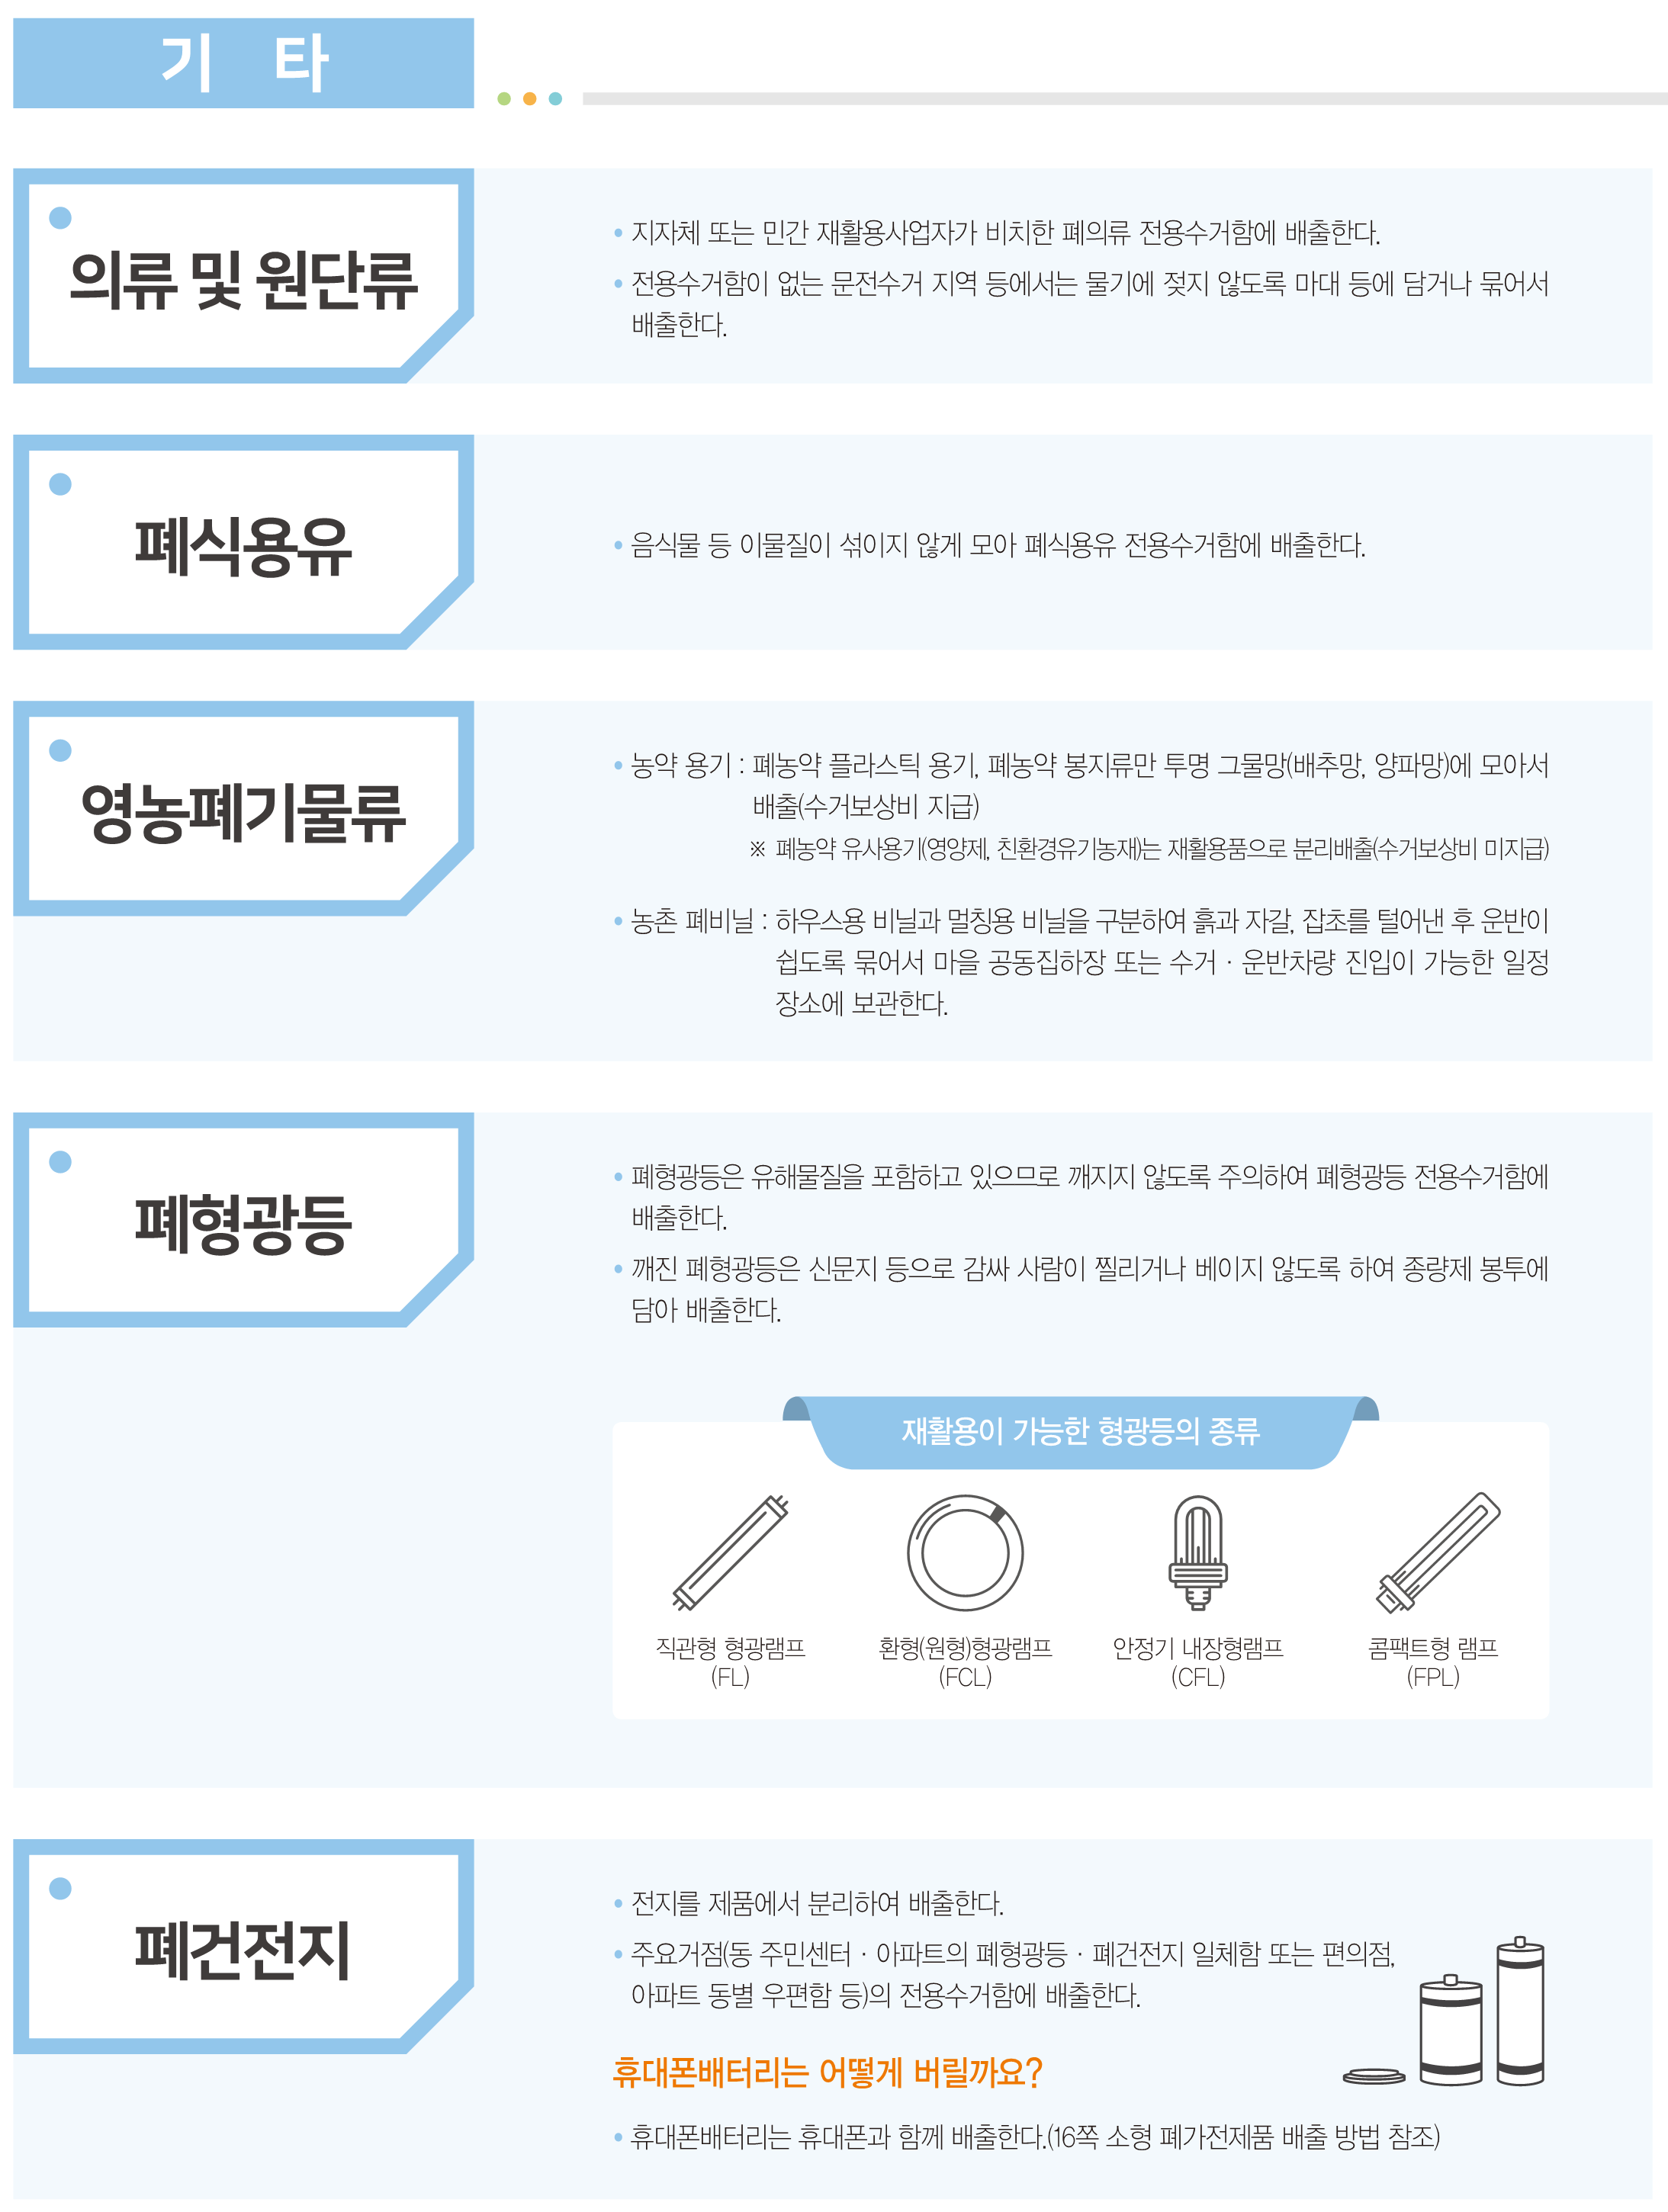 기 타
의류 및 원단류
• 지자체 또는 민간 재활용사업자가 비치한 폐의류 전용수거함에 배출한다.
• 전용수거함이 없는 문전수거 지역 등에서는 물기에 젖지 않도록 마대 등에 담거나 묶어서
배출한다.
폐식용유
• 음식물 등 이물질이 섞이지 않게 모아 폐식용유 전용수거함에 배출한다.
영농폐기물류
• 농약 용기 : 폐농약 플라스틱 용기, 폐농약 봉지류만 투명 그물망(배추망, 양파망)에 모아서
배출(수거보상비 지급)
※ 폐농약 유사용기(영양제, 친환경유기농재)는 재활용품으로 분리배출(수거보상비 미지급)
• 농촌 폐비닐 : 하우스용 비닐과 멀칭용 비닐을 구분하여 흙과 자갈, 잡초를 털어낸 후 운반이
쉽도록 묶어서 마을 공동집하장 또는 수거 · 운반차량 진입이 가능한 일정
장소에 보관한다.
폐형광등
• 폐형광등은 유해물질을 포함하고 있으므로 깨지지 않도록 주의하여 폐형광등 전용수거함에
배출한다.
• 깨진 폐형광등은 신문지 등으로 감싸 사람이 찔리거나 베이지 않도록 하여 종량제 봉투에
담아 배출한다.
재활용이 가능한 형광등의 종류
직관형 형광램프
(FL)
환형(원형)형광램프
(FCL)
안정기 내장형램프
(CFL)
콤팩트형 램프
(FPL)
폐건전지
• 전지를 제품에서 분리하여 배출한다.
• 주요거점(동 주민센터 · 아파트의 폐형광등 · 폐건전지 일체함 또는 편의점,
아파트 동별 우편함 등)의 전용수거함에 배출한다.
휴대폰배터리는 어떻게 버릴까요?
• 휴대폰배터리는 휴대폰과 함께 배출한다.(16쪽 소형 폐가전제품 배출 방법 참조)